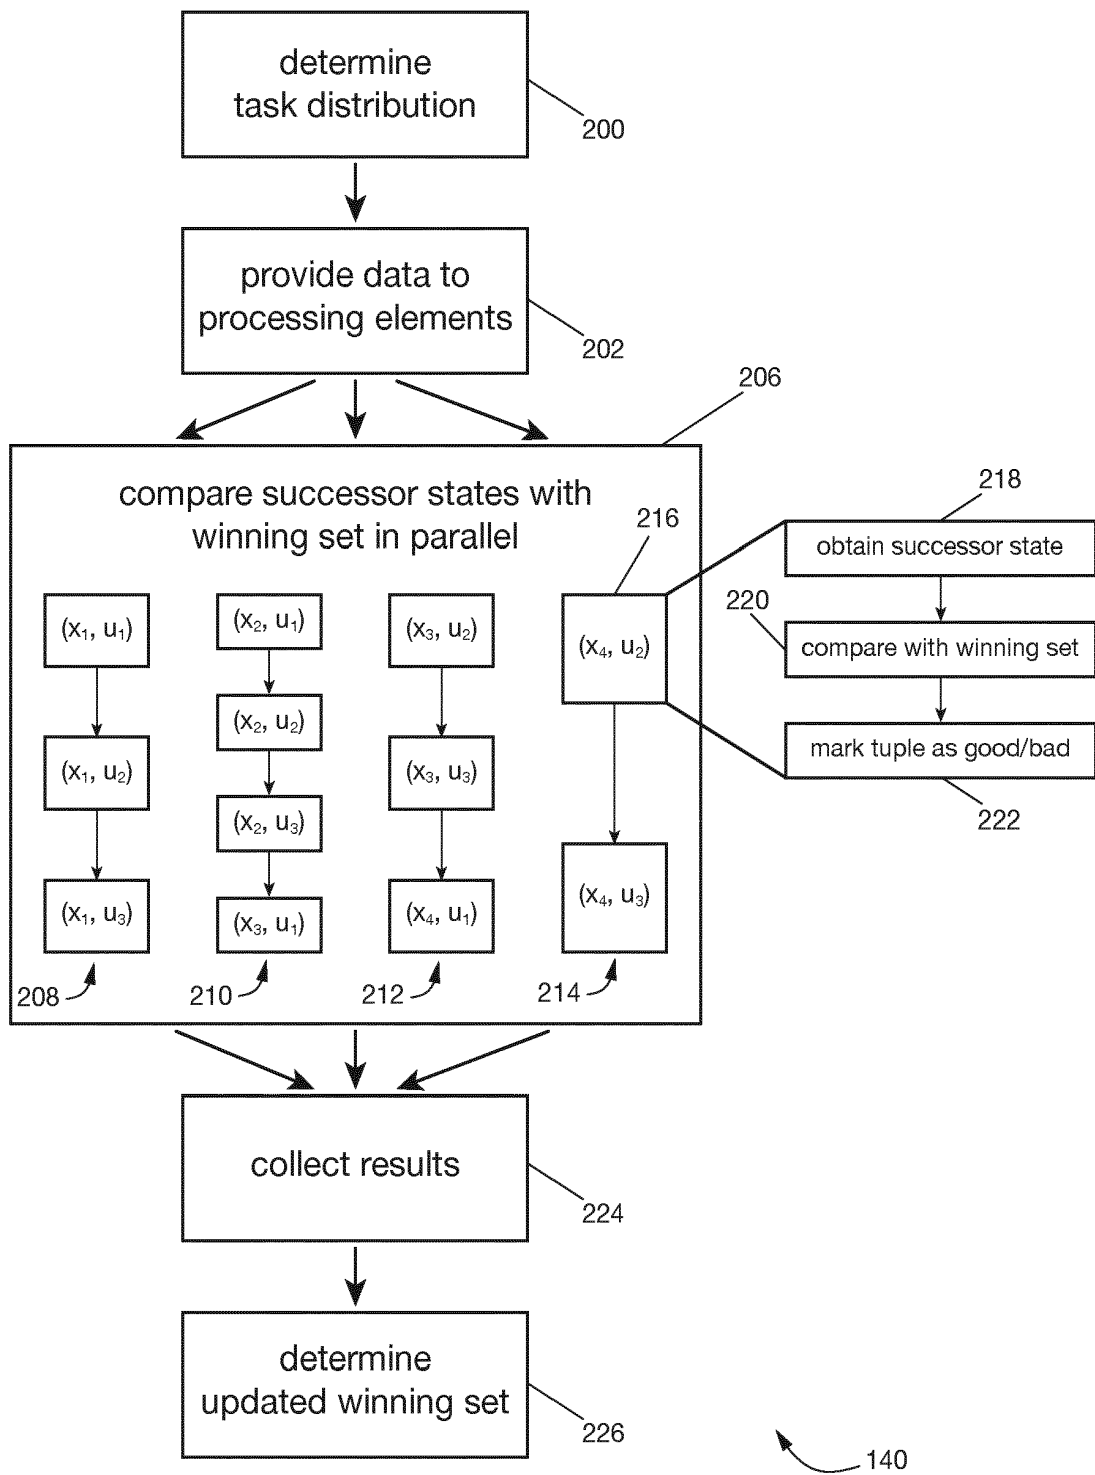 determine
task distribution
200
provide data to
processing elements
202
206
compare successor states with
winning set in parallel
216
218
obtain successor state
220
compare with winning set
mark tuple as good/bad
222
(x₁, u₁)
(x₁, u₂)
(x₁, u₃)
208
(x₂, u₁)
(x₂, u₂)
(x₂, u₃)
(x₃, u₁)
210
(x₃, u₂)
(x₃, u₃)
(x₄, u₁)
212
(x₄, u₂)
(x₄, u₃)
214
collect results
224
determine
updated winning set
226
140